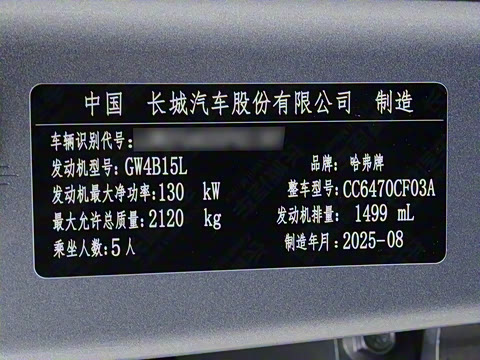 中国 长城汽车股份有限公司 制造
车辆识别代号:
发动机型号: GW4B15L 品牌: 哈弗牌
发动机最大净功率: 130 kW 整车型号: CC6470CF03A
最大允许总质量: 2120 kg 发动机排量: 1499 mL
乘坐人数: 5 人 制造年月: 2025-08